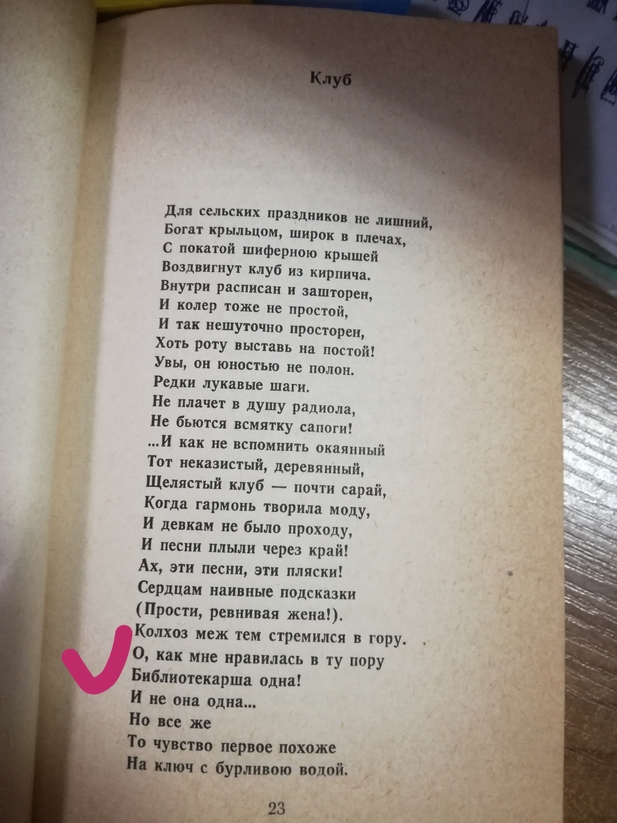 Клуб
Для сельских праздников не лишний,
Богат крыльцом, широк в плечах,
С покатой шиферною крышей
Воздвигнут клуб из кирпича.
Внутри расписан и зашторен,
И колер тоже не простой,
И так нешуточно просторен,
Хоть роту выставь на постой!
Увы, он юностью не полон.
Редки лукавые шаги.
Не плачет в душу радиола,
Не бьются всмятку сапоги!
...И как не вспомнить окаянный
Тот неказистый, деревянный,
Щелястый клуб — почти сарай,
Когда гармонь творила моду,
И девкам не было проходу,
И песни плыли через край!
Ах, эти песни, эти пляски!
Сердцам наивные подсказки
(Прости, ревнивая жена!).
Колхоз меж тем стремился в гору.
О, как мне нравилась в ту пору
Библиотекарша одна!
И не она одна...
Но все же
То чувство первое похоже
На ключ с бурливою водой.
23